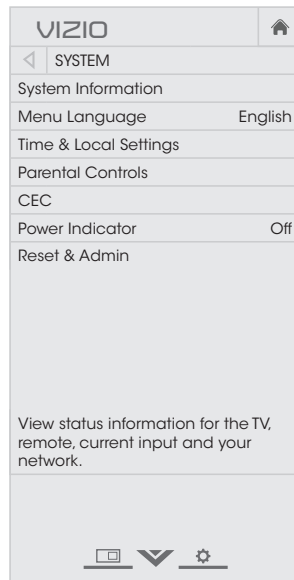 VIZIO
SYSTEM
System Information
Menu Language English
Time & Local Settings
Parental Controls
CEC
Power Indicator Off
Reset & Admin
View status information for the TV,
remote, current input and your
network.